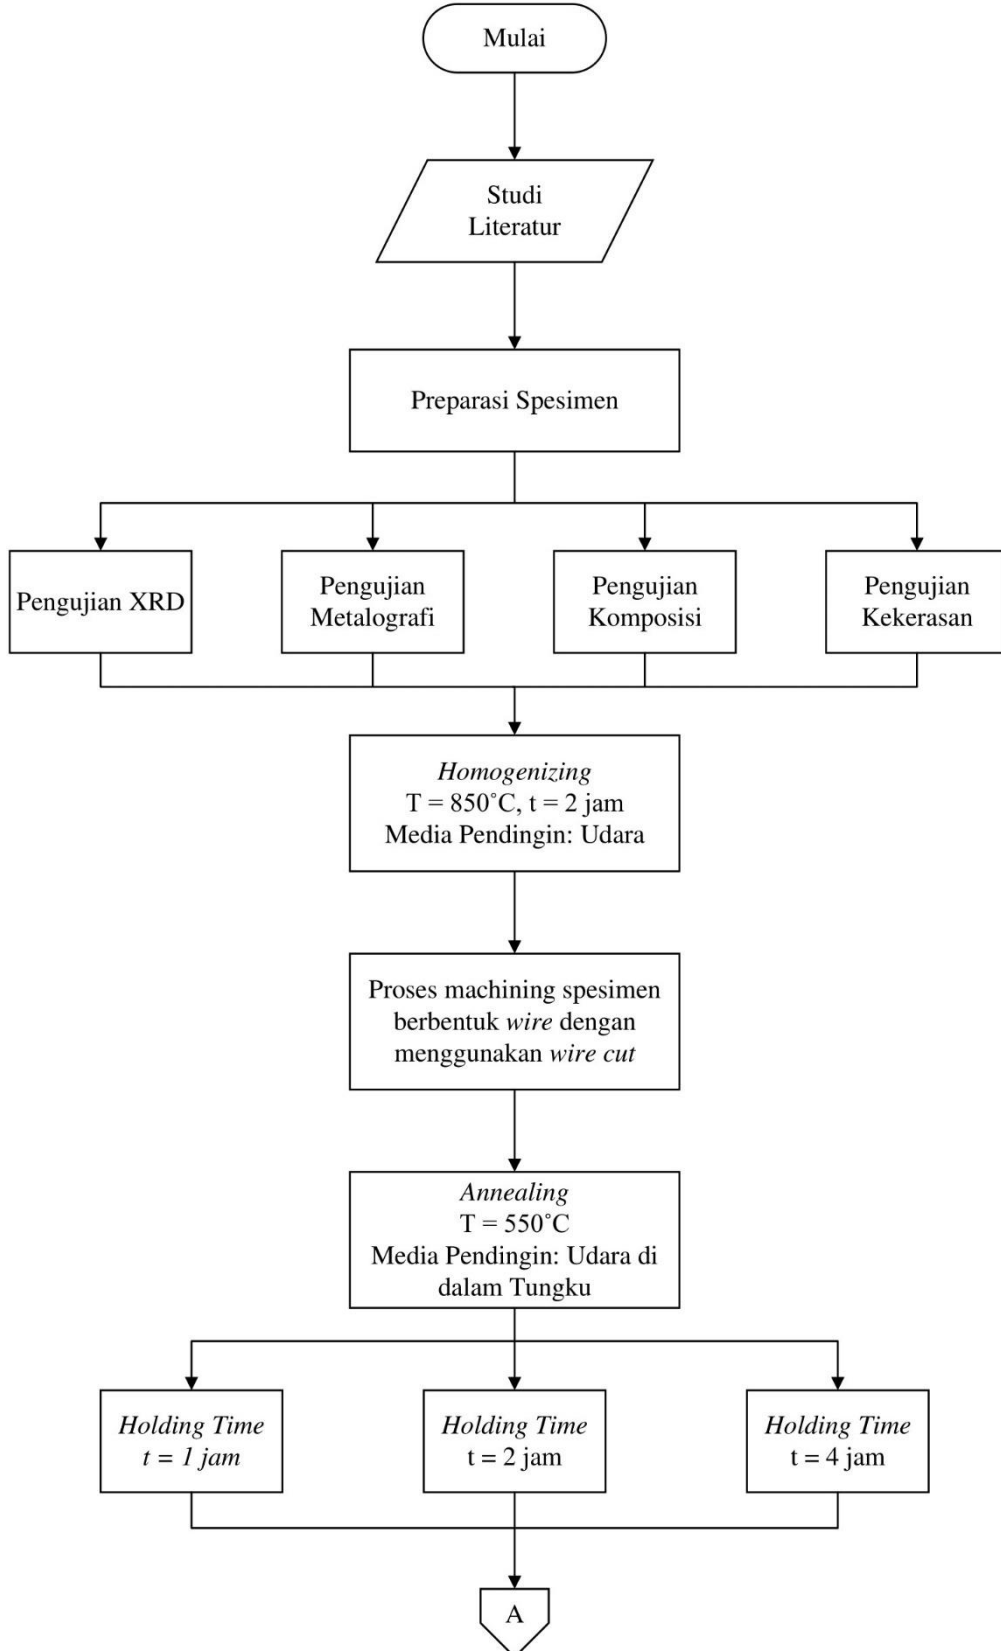 Mulai
Studi
Literatur
Preparasi Spesimen
Pengujian XRD
Pengujian
Metalografi
Pengujian
Komposisi
Pengujian
Kekerasan
Homogenizing
T = 850˚C, t = 2 jam
Media Pendingin: Udara
Proses machining spesimen
berbentuk wire dengan
menggunakan wire cut
Annealing
T = 550˚C
Media Pendingin: Udara di
dalam Tungku
Holding Time
t = 1 jam
Holding Time
t = 2 jam
Holding Time
t = 4 jam
A